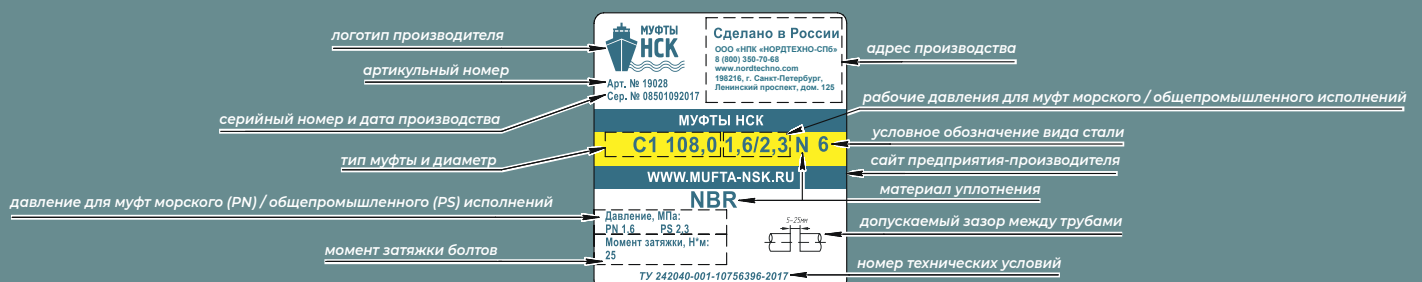 логотип производителя
артикульный номер
серийный номер и дата производства
тип муфты и диаметр
давление для муфт морского (PN) / общепромышленного (PS) исполнений
момент затяжки болтов
МУФТЫ
НСК
Арт. № 19028
Сер. № 08501092017
Сделано в России
ООО «НПК «НОРДТЕХНО-СПб»
8 (800) 350-70-68
www.nordtechno.com
198216, г. Санкт-Петербург,
Ленинский проспект, дом. 125
МУФТЫ НСК
С1 108,0 1,6/2,3 N 6
WWW.MUFTA-NSK.RU
NBR
Давление, МПа:
PN 1,6 PS 2,3
Момент затяжки, Н*м:
25
5-25мм
ТУ 242040-001-10756396-2017
адрес производства
рабочие давления для муфт морского / общепромышленного исполнений
условное обозначение вида стали
сайт предприятия-производителя
материал уплотнения
допускаемый зазор между трубами
номер технических условий